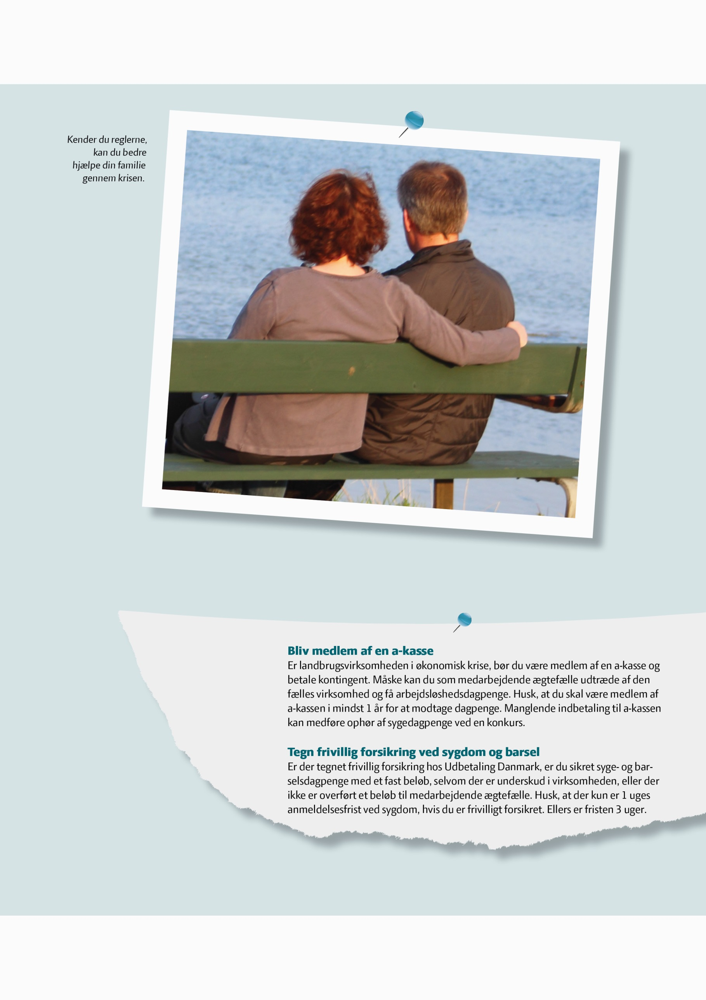 Kender du reglerne,
kan du bedre
hjælpe din familie
gennem krisen.
Bliv medlem af en a-kasse
Er landbrugsvirksomheden i økonomisk krise, bør du være medlem af en a-kasse og
betale kontingent. Måske kan du som medarbejdende ægtefælle udtræde af den
fælles virksomhed og få arbejdsløshedsdagpenge. Husk, at du skal være medlem af
a-kassen i mindst 1 år for at modtage dagpenge. Manglende indbetaling til a-kassen
kan medføre ophør af sygedagpenge ved en konkurs.
Tegn frivillig forsikring ved sygdom og barsel
Er der tegnet frivillig forsikring hos Udbetaling Danmark, er du sikret syge- og bar-
selsdagpenge med et fast beløb, selvom der er underskud i virksomheden, eller der
ikke er overført et beløb til medarbejdende ægtefælle. Husk, at der kun er 1 uges
anmeldelsesfrist ved sygdom, hvis du er frivilligt forsikret. Ellers er fristen 3 uger.